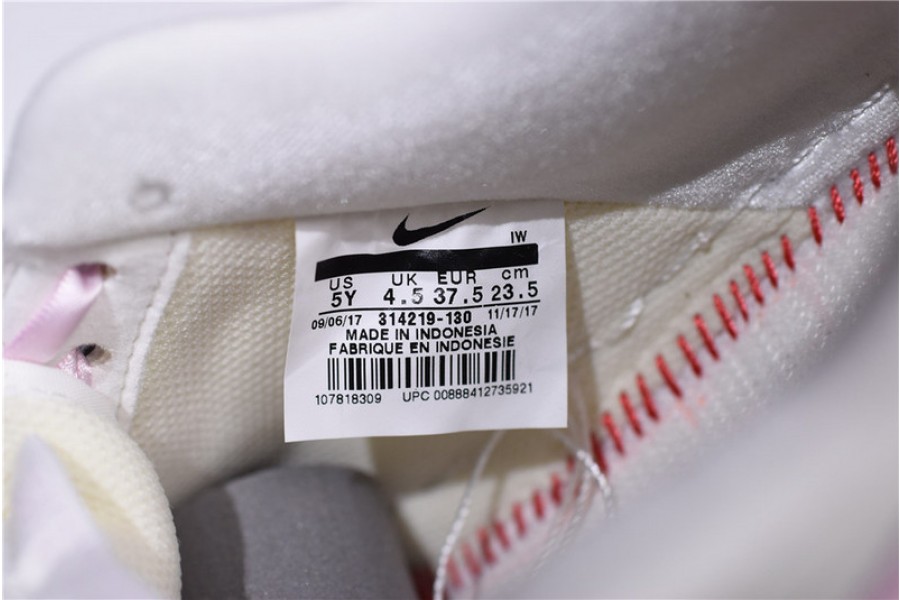 IW
US UK EUR cm
5Y 4.5 37.5 23.5
09/06/17 314219-130 11/17/17
MADE IN INDONESIA
FABRIQUE EN INDONESIE
107818309 UPC 00888412735921